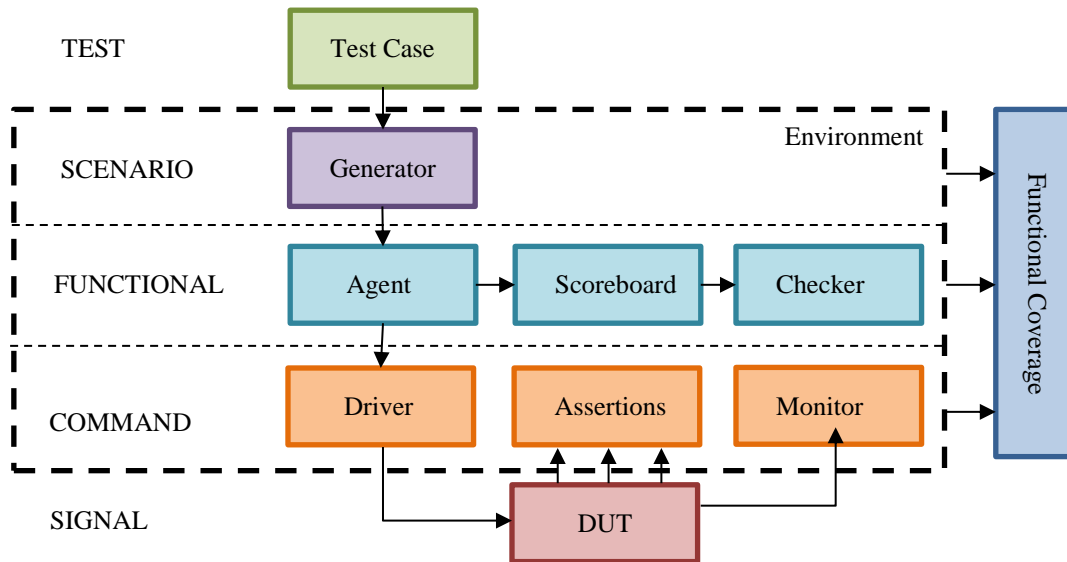 TEST
Test Case
Environment
SCENARIO
Generator
Functional Coverage
FUNCTIONAL
Agent
Scoreboard
Checker
COMMAND
Driver
Assertions
Monitor
SIGNAL
DUT